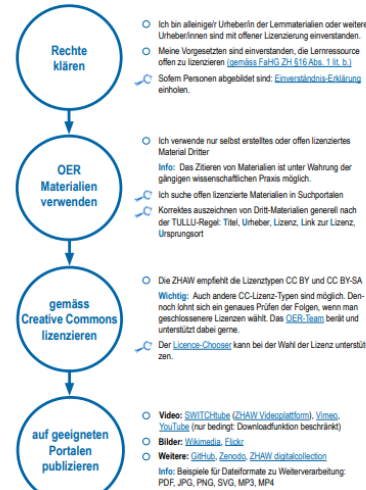 Rechte
klären
Ich bin alleinige/r Urheber/in der Lernmaterialien oder weitere
Urheber/innen sind mit offener Lizenzierung einverstanden.
Meine Vorgesetzten sind einverstanden, die Lernressource
offen zu lizenzieren (gemäss FaHG ZH §16 Abs. 1 lit. b.)
Sofern Personen abgebildet sind: Einverständnis-Erklärung
einholen.
OER
Materialien
verwenden
Ich verwende nur selbst erstelltes oder offen lizenziertes
Material Dritter
Info: Das Zitieren von Materialien ist unter Wahrung der
gängigen wissenschaftlichen Praxis möglich.
Ich suche offen lizenzierte Materialien in Suchportalen
Korrektes auszeichnen von Dritt-Materialien generell nach
der TULLU-Regel: Titel, Urheber, Lizenz, Link zur Lizenz,
Ursprungsort
gemäss
Creative Commons
lizenzieren
Die ZHAW empfiehlt die Lizenztypen CC BY und CC BY-SA
Wichtig: Auch andere CC-Lizenz-Typen sind möglich. Den-
noch lohnt sich ein genaues Prüfen der Folgen, wenn man
geschlossenere Lizenzen wählt. Das OER-Team berät und
unterstützt dabei gerne.
Der Licence-Chooser kann bei der Wahl der Lizenz unterstüt-
zen.
auf geeigneten
Portalen
publizieren
Video: SWITCHtube (ZHAW Videoplattform), Vimeo,
YouTube (nur bedingt: Downloadfunktion beschränkt)
Bilder: Wikimedia, Flickr
Weitere: GitHub, Zenodo, ZHAW digitalcollection
Info: Beispiele für Dateiformate zu Weiterverarbeitung:
PDF, JPG, PNG, SVG, MP3, MP4